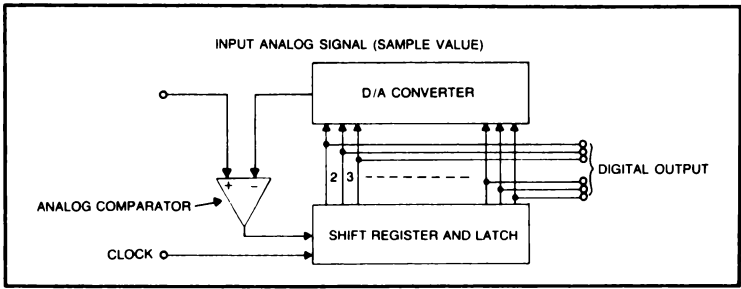 INPUT ANALOG SIGNAL (SAMPLE VALUE)
D/A CONVERTER
2 3
DIGITAL OUTPUT
+ −
ANALOG COMPARATOR
SHIFT REGISTER AND LATCH
CLOCK